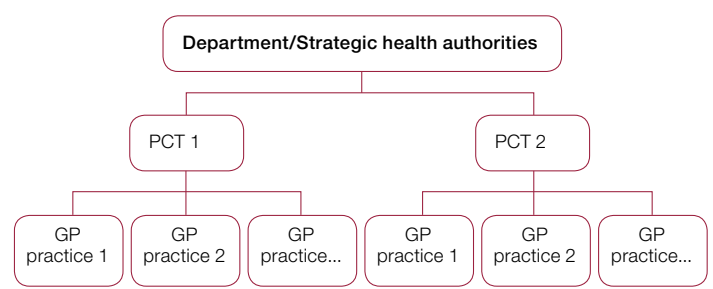 Department/Strategic health authorities
PCT 1
PCT 2
GP
practice 1
GP
practice 2
GP
practice...
GP
practice 1
GP
practice 2
GP
practice...